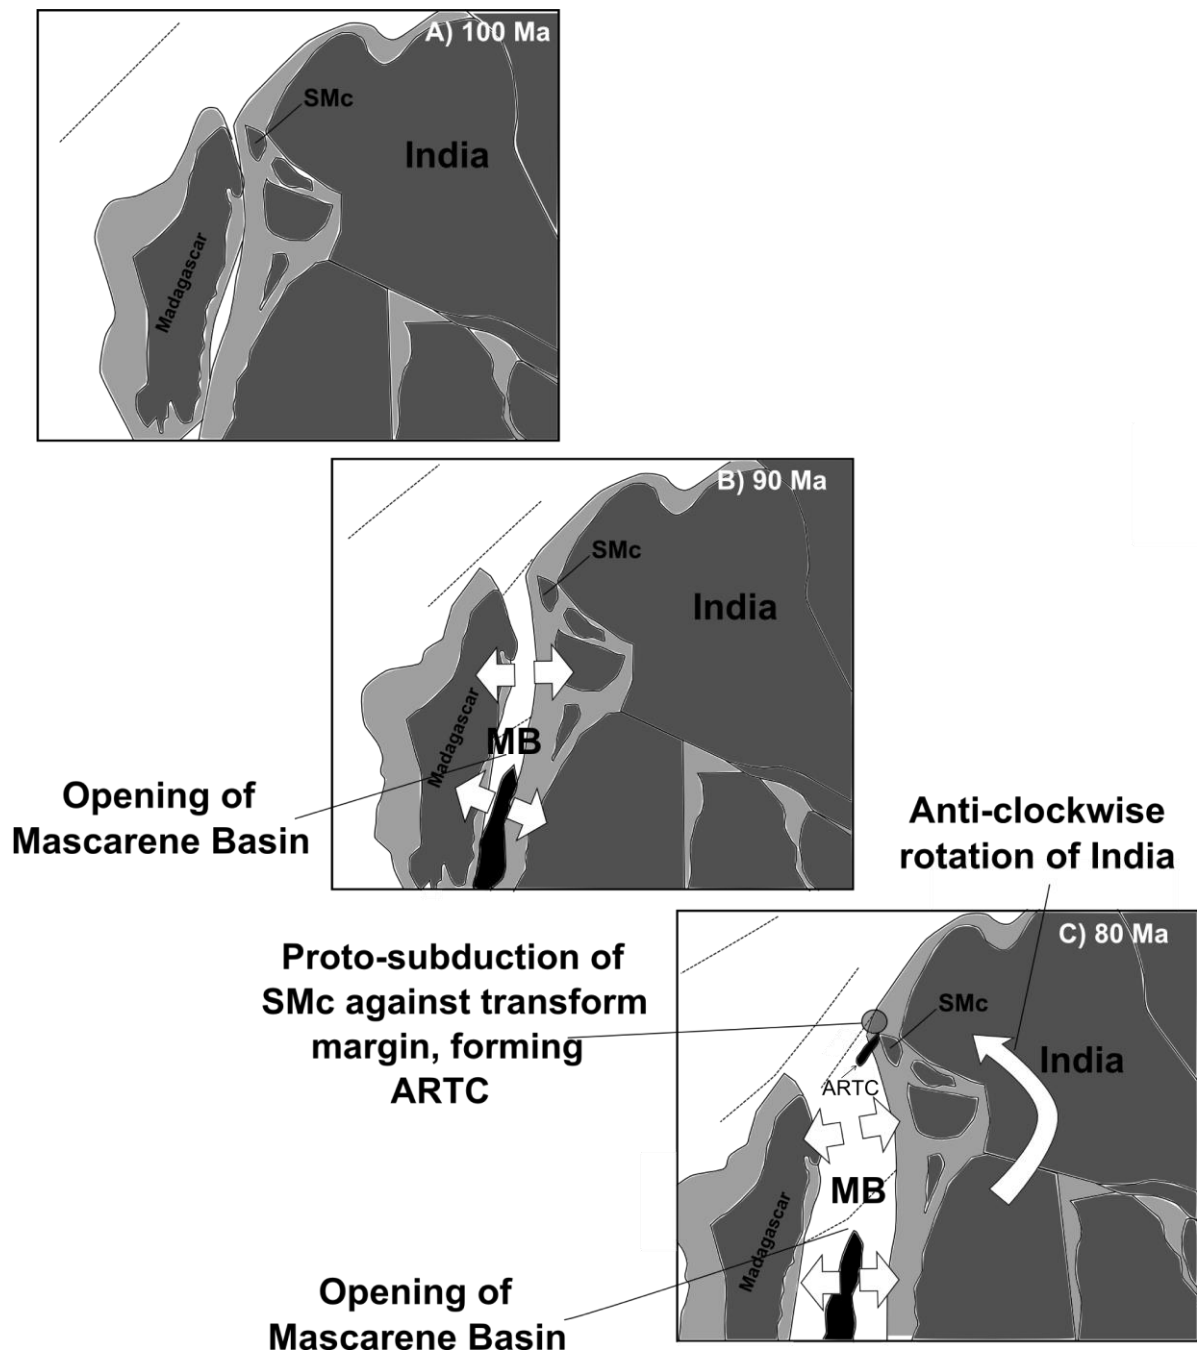 A) 100 Ma
SMc
India
Madagascar
B) 90 Ma
SMc
India
Madagascar
MB
Opening of
Mascarene Basin
Anti-clockwise
rotation of India
C) 80 Ma
Proto-subduction of
SMc against transform
margin, forming
ARTC
SMc
India
ARTC
MB
Madagascar
Opening of
Mascarene Basin